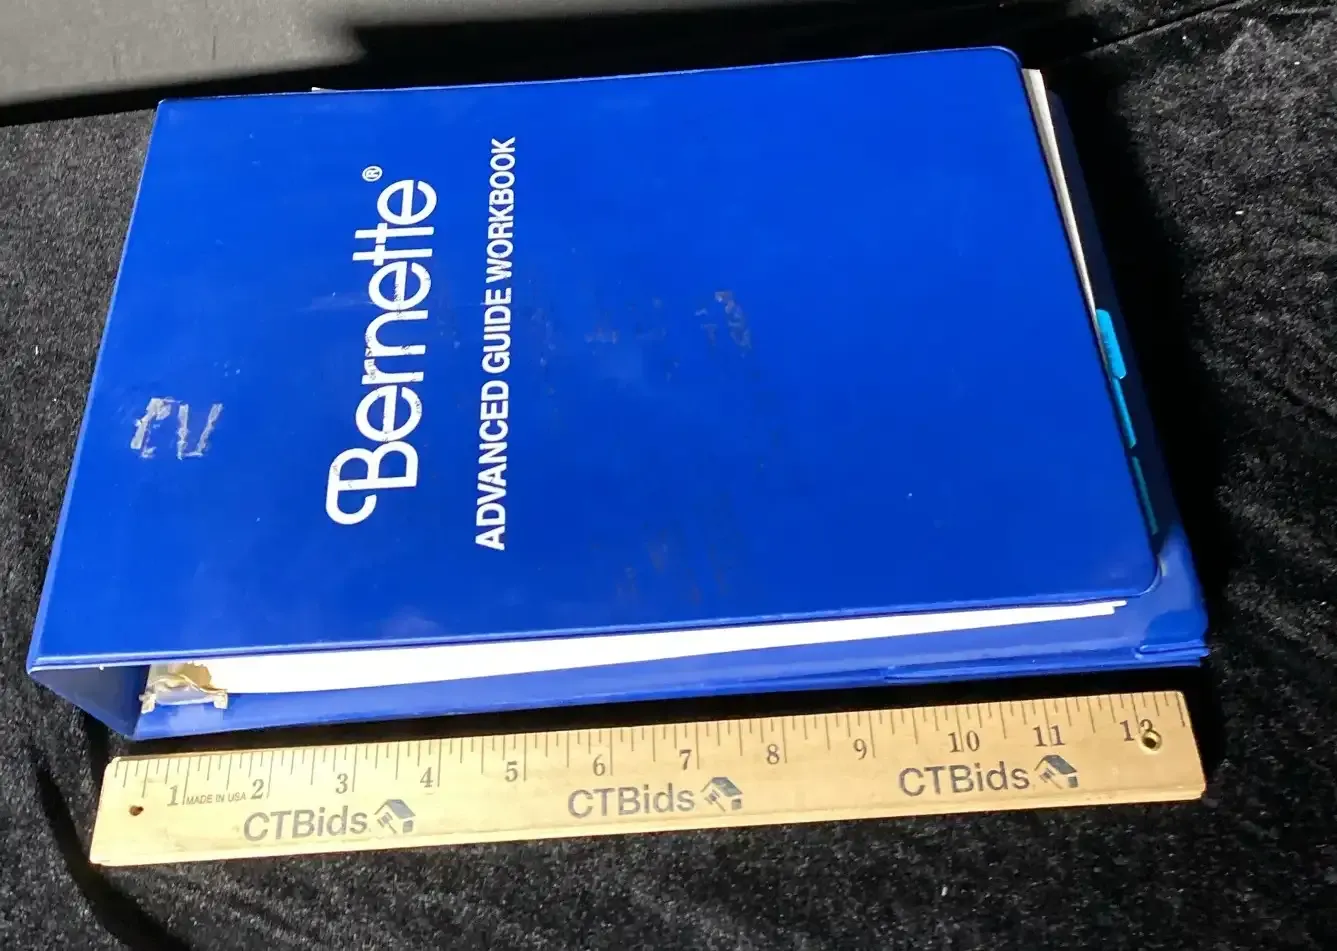 Bernette®
ADVANCED GUIDE WORKBOOK
1 2 3 4 5 6 7 8 9 10 11 12
MADE IN USA
CTBids CTBids CTBids